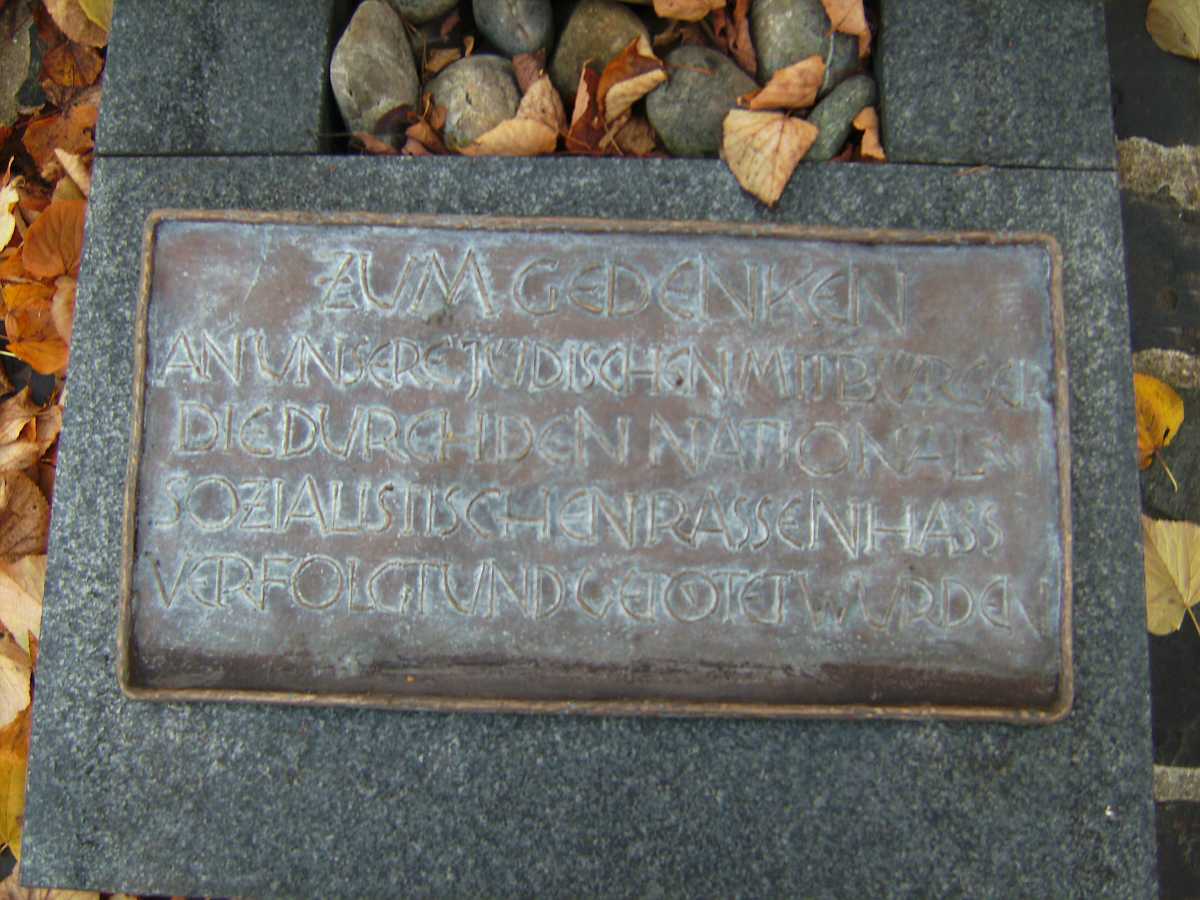 ZUM GEDENKEN
AN UNSERE JÜDISCHEN MITBÜRGER
DIE DURCH DEN NATIONAL-
SOZIALISTISCHEN RASSENHASS
VERFOLGT UND GETÖTET WURDEN